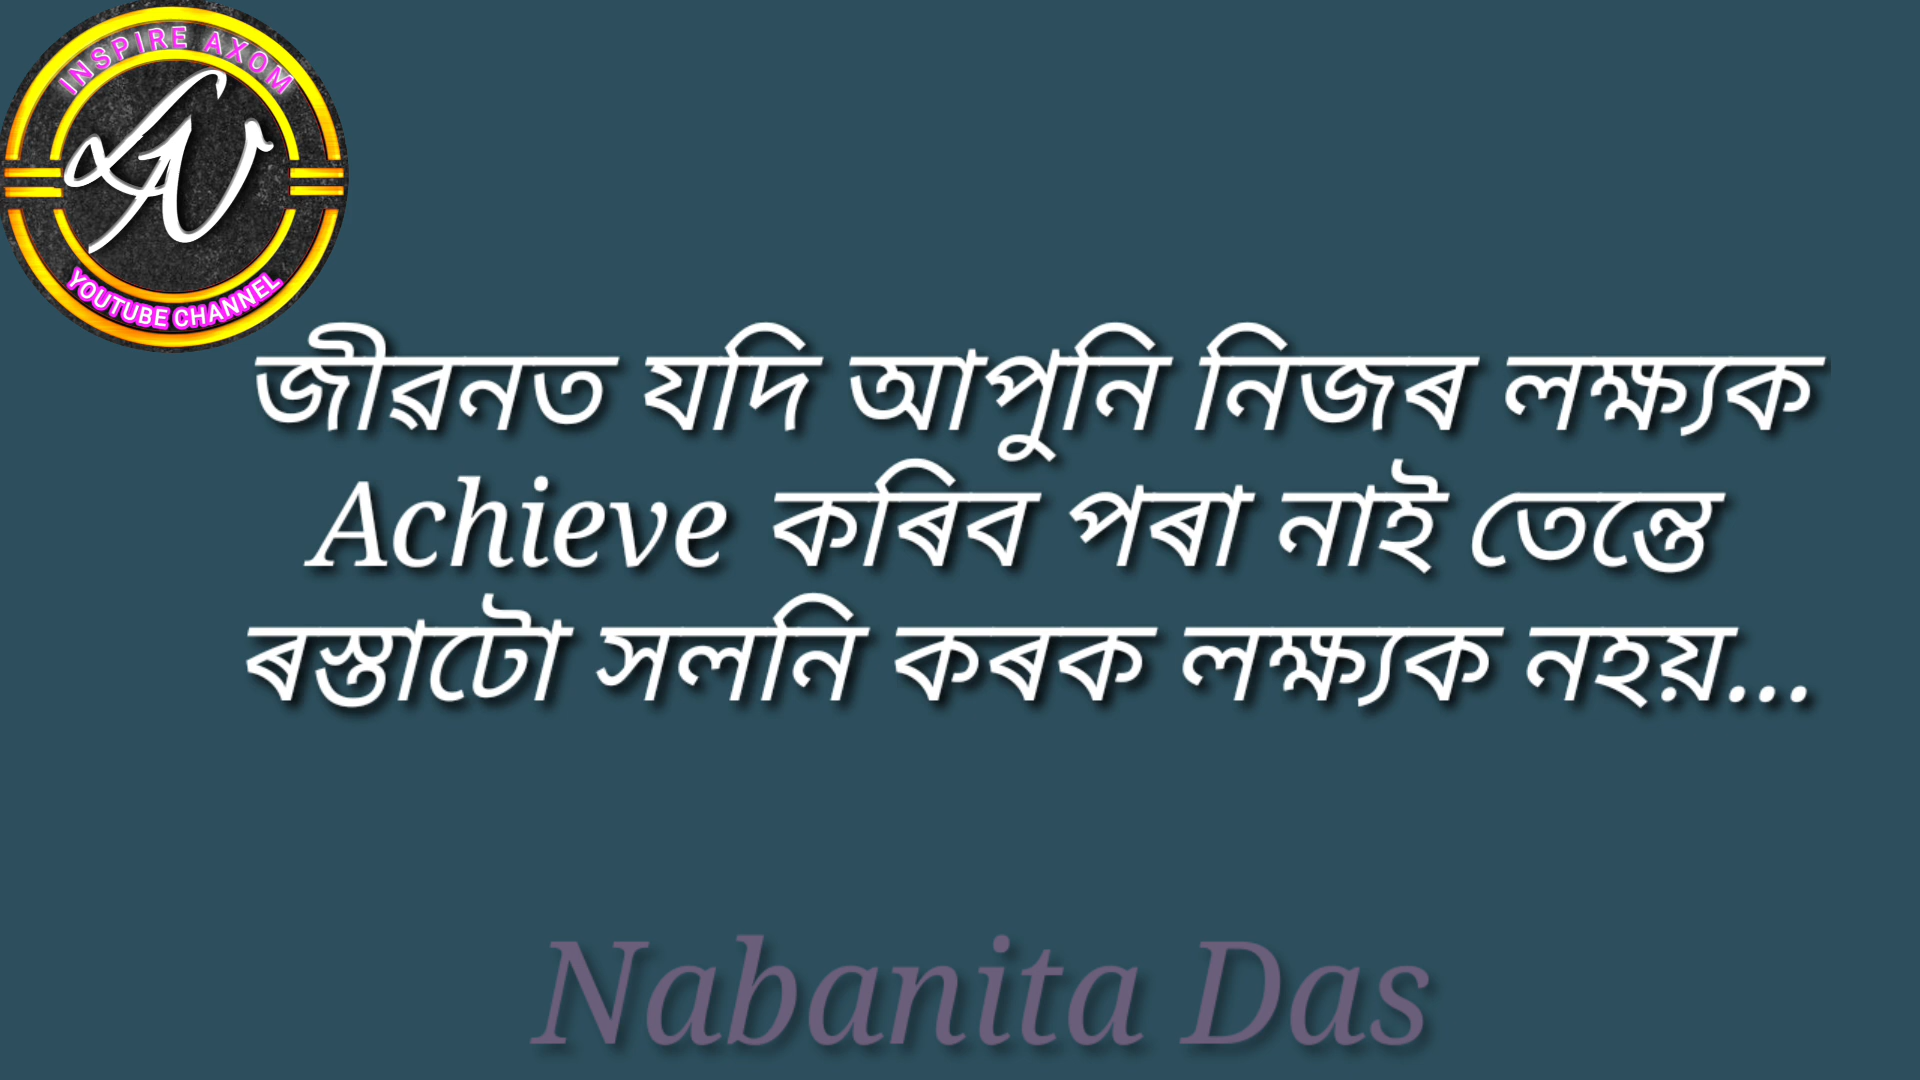 INSPIRE AXOM
YOUTUBE CHANNEL
জীৱনত যদি আপুনি নিজৰ লক্ষ্যক
Achieve কৰিব পৰা নাই তেন্তে
ৰস্তাটো সলনি কৰক লক্ষ্যক নহয়...
Nabanita Das